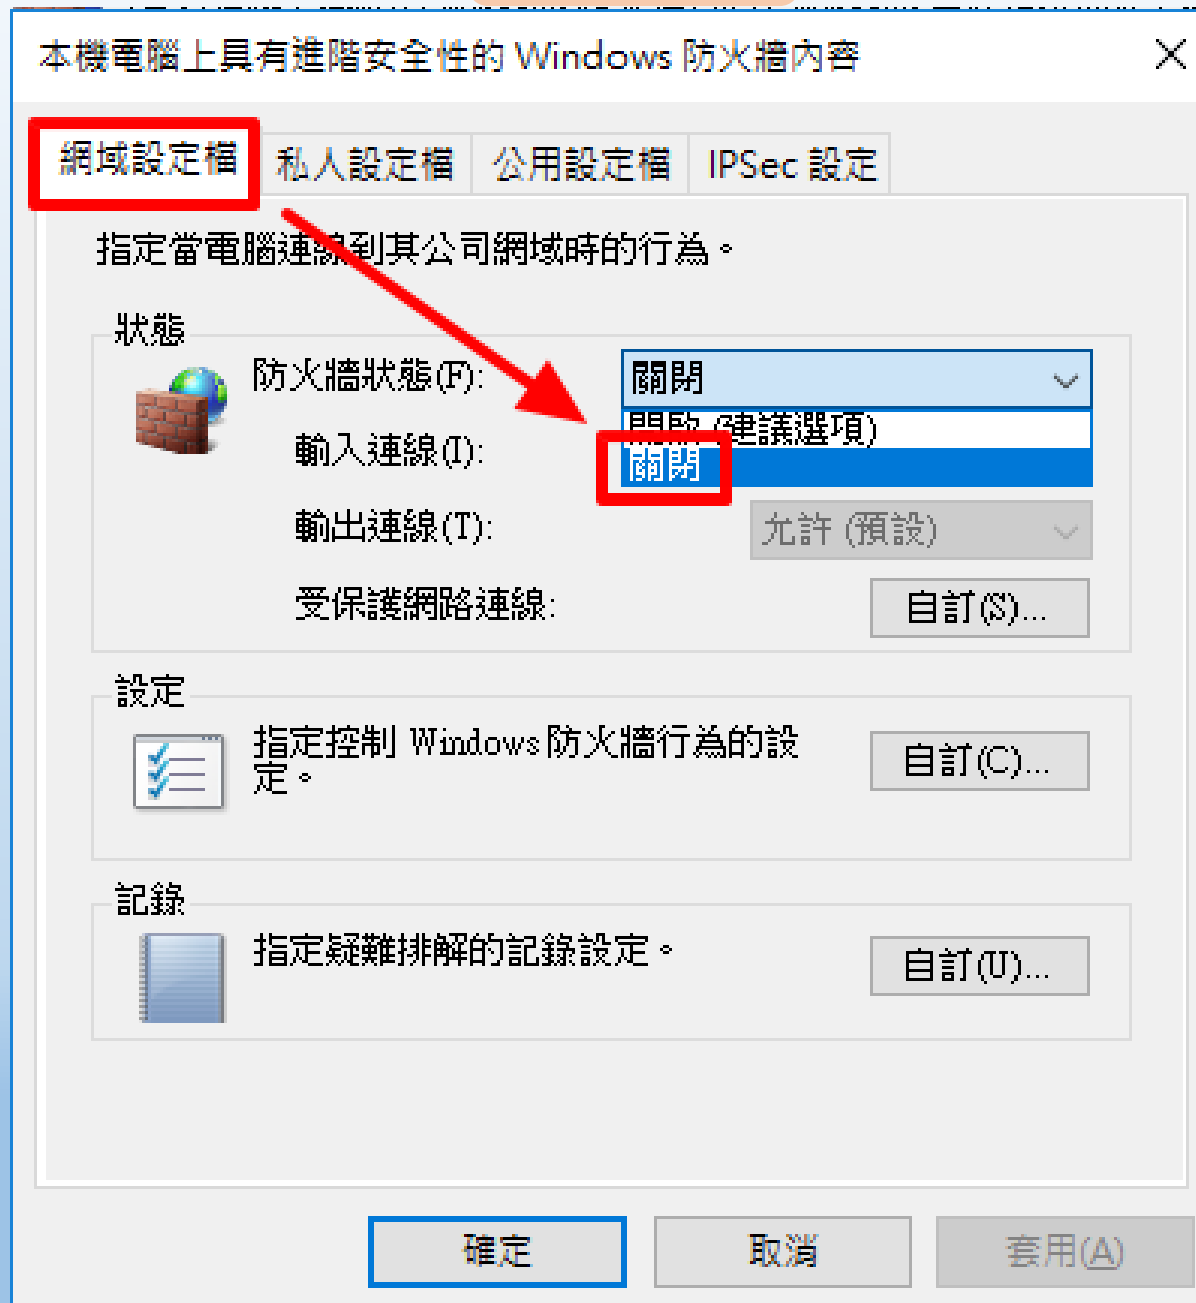 本機電腦上具有進階安全性的 Windows 防火牆內容
網域設定檔 私人設定檔 公用設定檔 IPSec 設定
指定當電腦連線到其公司網域時的行為。
狀態
防火牆狀態(F): 關閉
開啟 (建議選項)
輸入連線(I): 關閉
輸出連線(T): 允許 (預設)
受保護網路連線: 自訂(S)...
設定
指定控制 Windows 防火牆行為的設
定。
自訂(C)...
記錄
指定疑難排解的記錄設定。 自訂(U)...
確定 取消 套用(A)